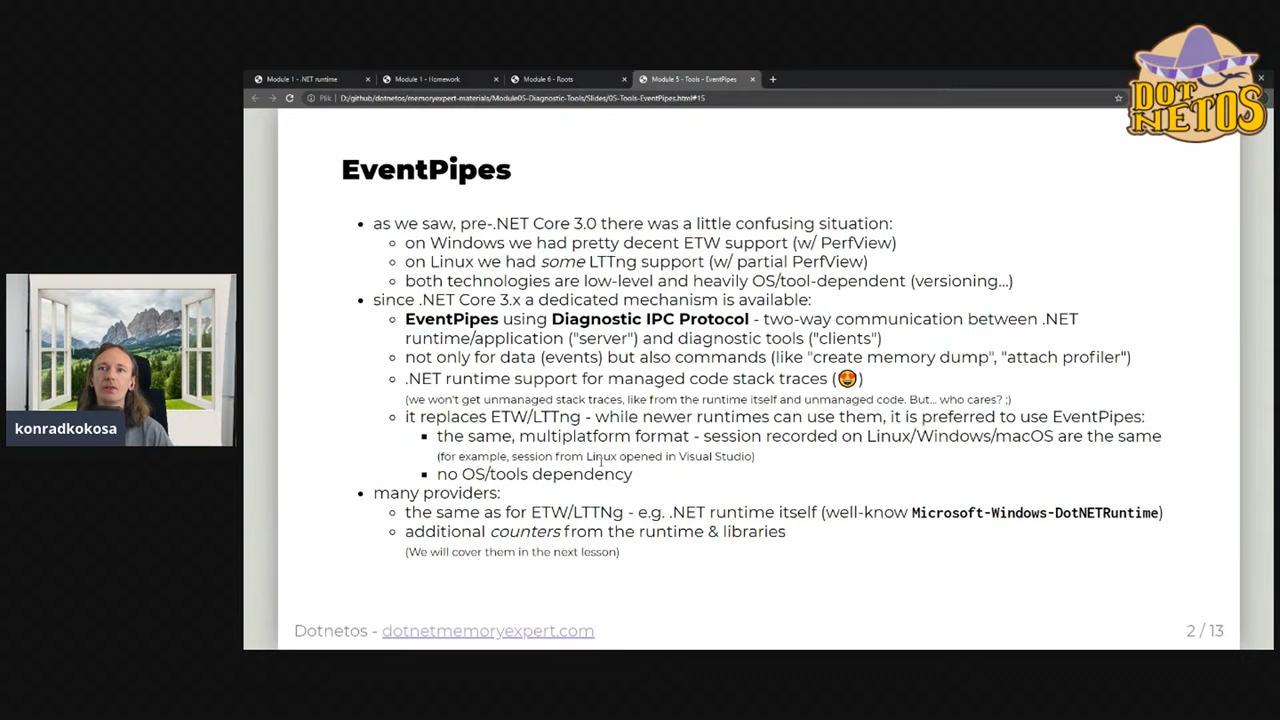 DOT
NETOS
Module 1 - .NET runtime
Module 1 - Homework
Module 6 - Roots
Module 5 - Tools - EventPipes
Plik | D:/github/dotnetos/memoryexpert-materials/Module05-Diagnostic-Tools/Slides/05-Tools-EventPipes.html#15
EventPipes
• as we saw, pre-.NET Core 3.0 there was a little confusing situation:
◦ on Windows we had pretty decent ETW support (w/ PerfView)
◦ on Linux we had some LTTng support (w/ partial PerfView)
◦ both technologies are low-level and heavily OS/tool-dependent (versioning...)
• since .NET Core 3.x a dedicated mechanism is available:
◦ EventPipes using Diagnostic IPC Protocol - two-way communication between .NET
runtime/application ("server") and diagnostic tools ("clients")
◦ not only for data (events) but also commands (like "create memory dump", "attach profiler")
◦ .NET runtime support for managed code stack traces (🤩)
(we won't get unmanaged stack traces, like from the runtime itself and unmanaged code. But... who cares? ;)
◦ it replaces ETW/LTTng - while newer runtimes can use them, it is preferred to use EventPipes:
▪ the same, multiplatform format - session recorded on Linux/Windows/macOS are the same
(for example, session from Linux opened in Visual Studio)
▪ no OS/tools dependency
• many providers:
◦ the same as for ETW/LTTNg - e.g. .NET runtime itself (well-know Microsoft-Windows-DotNETRuntime)
◦ additional counters from the runtime & libraries
(We will cover them in the next lesson)
Dotnetos - dotnetmemoryexpert.com
2 / 13
konradkokosa